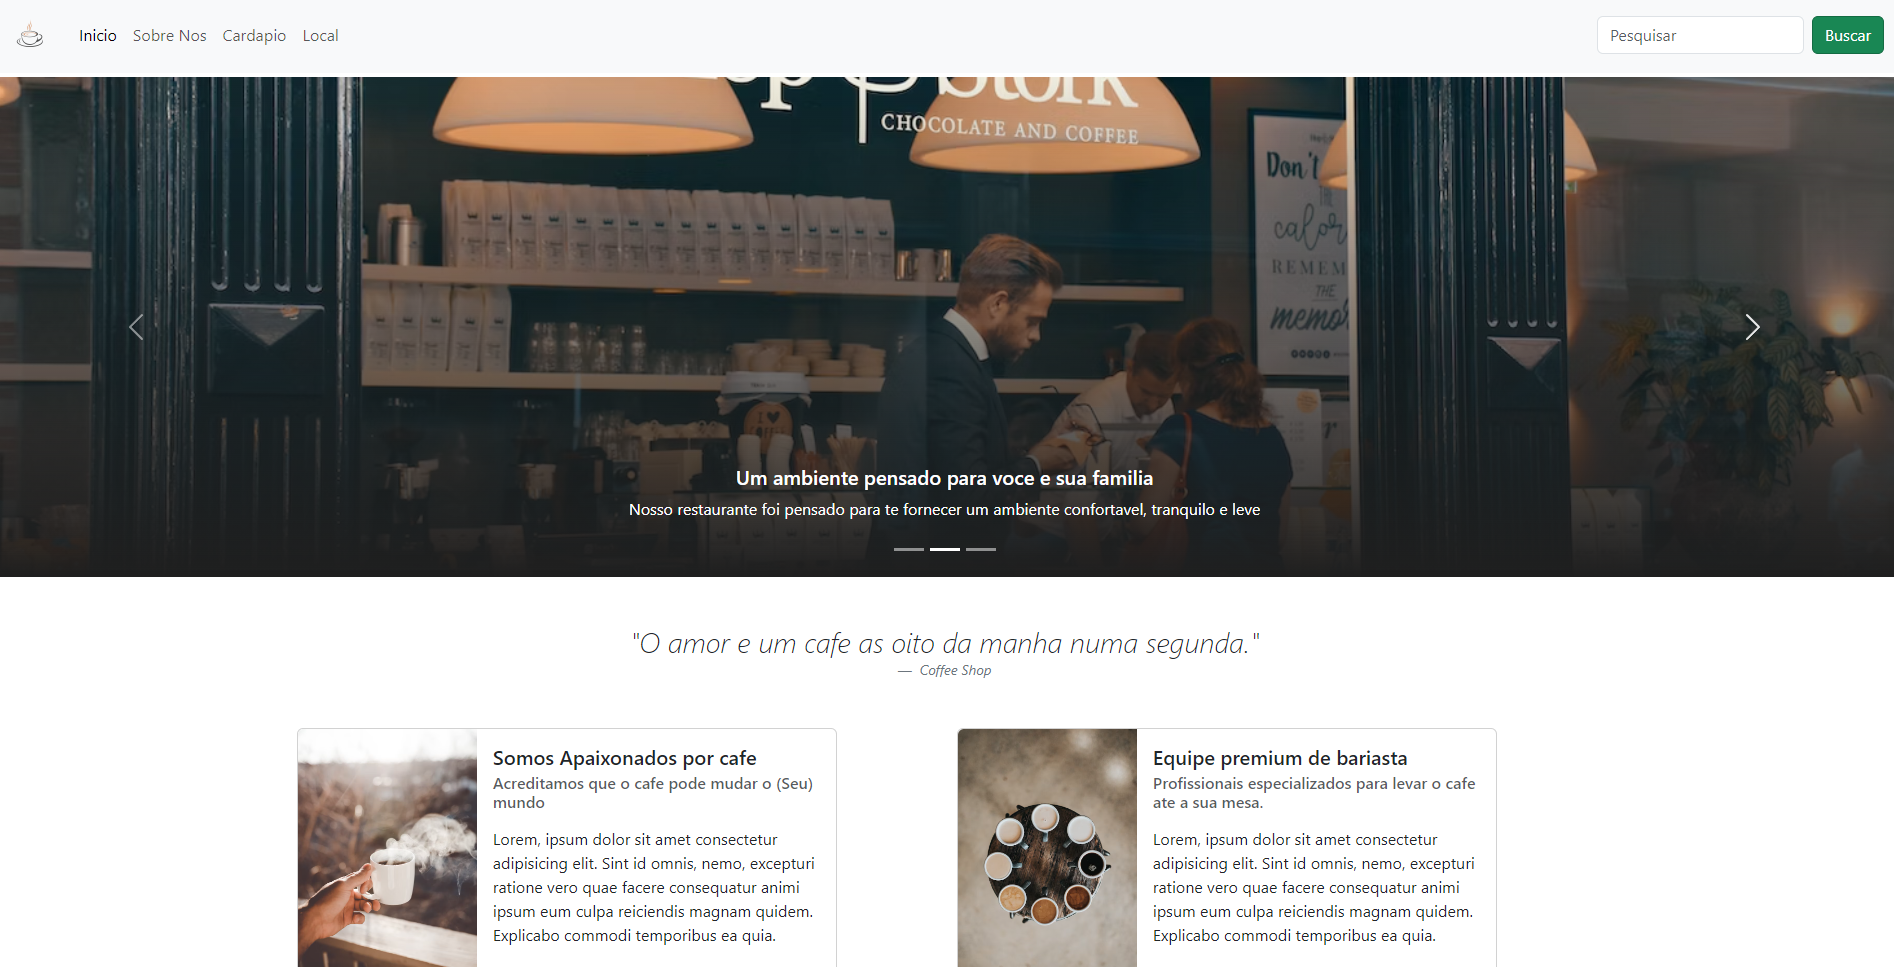 Inicio Sobre Nos Cardapio Local Pesquisar Buscar
Stork
CHOCOLATE AND COFFEE
Don't
REMEM
THE
I
COFFEE
Um ambiente pensado para voce e sua familia
Nosso restaurante foi pensado para te fornecer um ambiente confortavel, tranquilo e leve
"O amor e um cafe as oito da manha numa segunda."
— Coffee Shop
Somos Apaixonados por cafe
Acreditamos que o cafe pode mudar o (Seu)
mundo
Lorem, ipsum dolor sit amet consectetur
adipisicing elit. Sint id omnis, nemo, excepturi
ratione vero quae facere consequatur animi
ipsum eum culpa reiciendis magnam quidem.
Explicabo commodi temporibus ea quia.
Equipe premium de bariasta
Profissionais especializados para levar o cafe
ate a sua mesa.
Lorem, ipsum dolor sit amet consectetur
adipisicing elit. Sint id omnis, nemo, excepturi
ratione vero quae facere consequatur animi
ipsum eum culpa reiciendis magnam quidem.
Explicabo commodi temporibus ea quia.